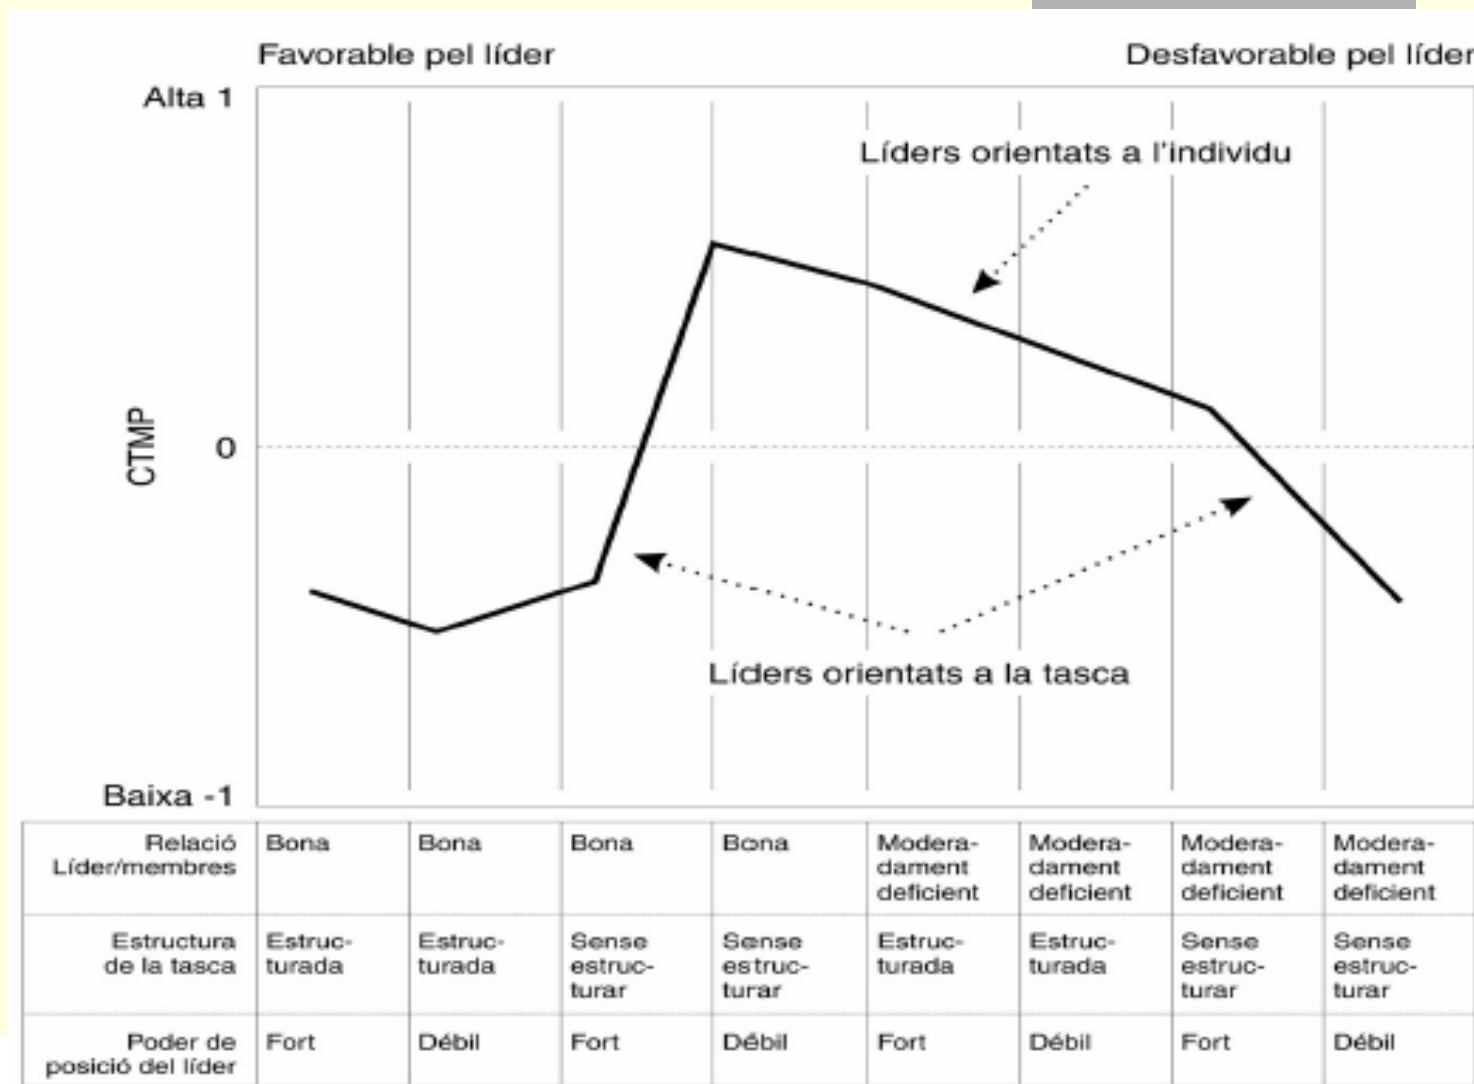 Favorable pel líder
Desfavorable pel líder
Alta 1
Líders orientats a l'individu
CTMP
0
Líders orientats a la tasca
Baixa -1
Relació Bona Bona Bona Bona Modera- Modera- Modera- Modera-
Líder/membres dament dament dament dament
deficient deficient deficient deficient
Estructura Estruc- Estruc- Sense Sense Estruc- Estruc- Sense Sense
de la tasca turada turada estruc- estruc- turada turada estruc- estruc-
turar turar turar turar
Poder de Fort Débil Fort Débil Fort Débil Fort Débil
posició del líder